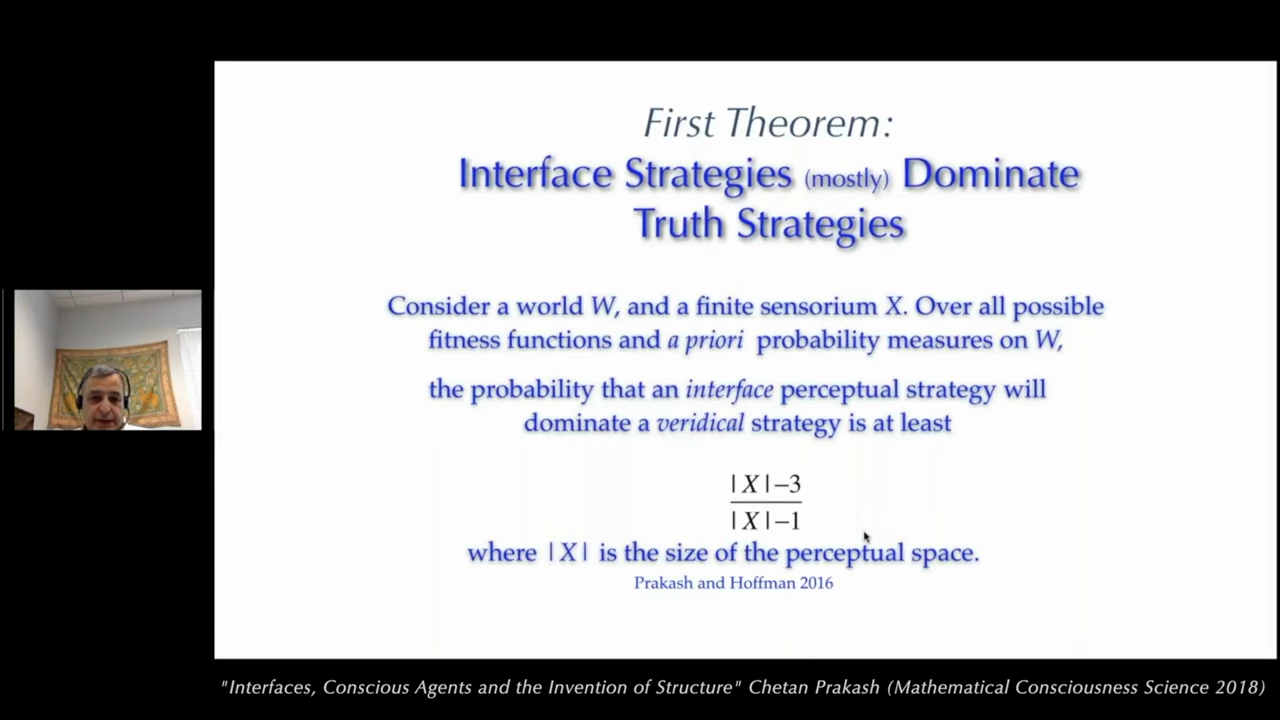 First Theorem:
Interface Strategies (mostly) Dominate
Truth Strategies
Consider a world W, and a finite sensorium X. Over all possible
fitness functions and a priori probability measures on W,
the probability that an interface perceptual strategy will
dominate a veridical strategy is at least
|X|–3
|X|–1
where |X| is the size of the perceptual space.
Prakash and Hoffman 2016
"Interfaces, Conscious Agents and the Invention of Structure" Chetan Prakash (Mathematical Consciousness Science 2018)